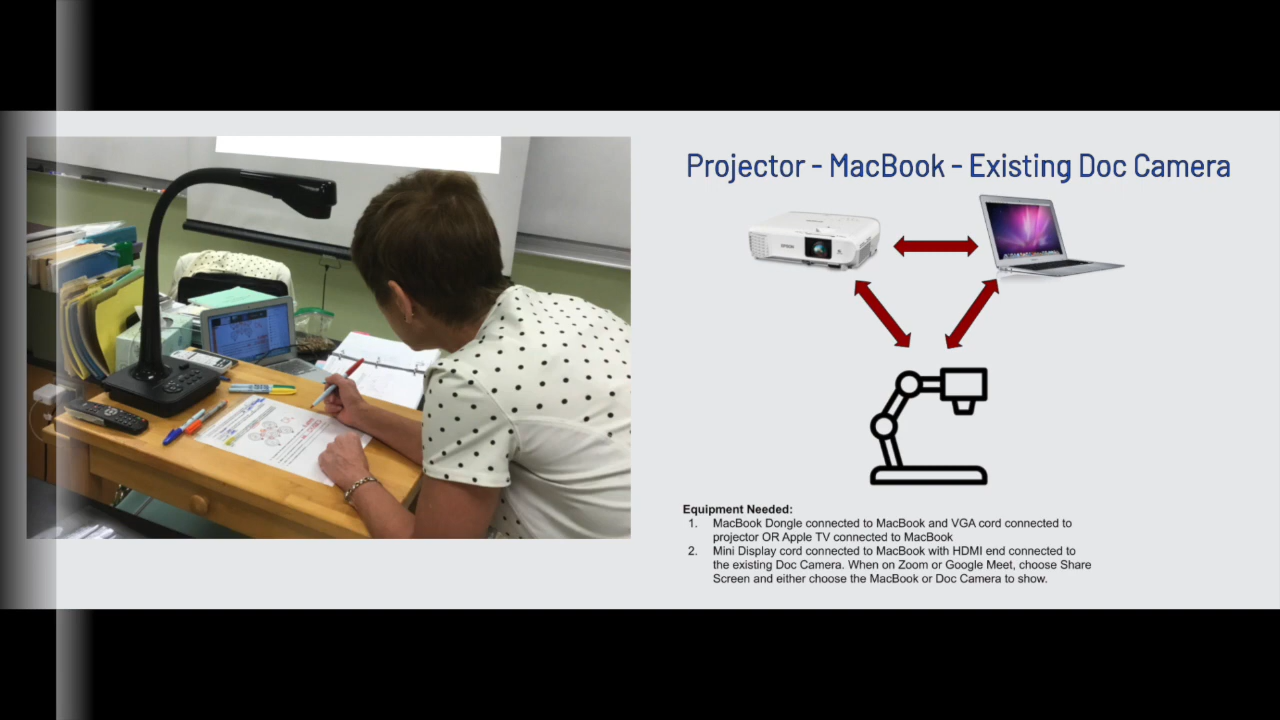 Projector - MacBook - Existing Doc Camera
EPSON
Equipment Needed:
1. MacBook Dongle connected to MacBook and VGA cord connected to
projector OR Apple TV connected to MacBook
2. Mini Display cord connected to MacBook with HDMI end connected to
the existing Doc Camera. When on Zoom or Google Meet, choose Share
Screen and either choose the MacBook or Doc Camera to show.